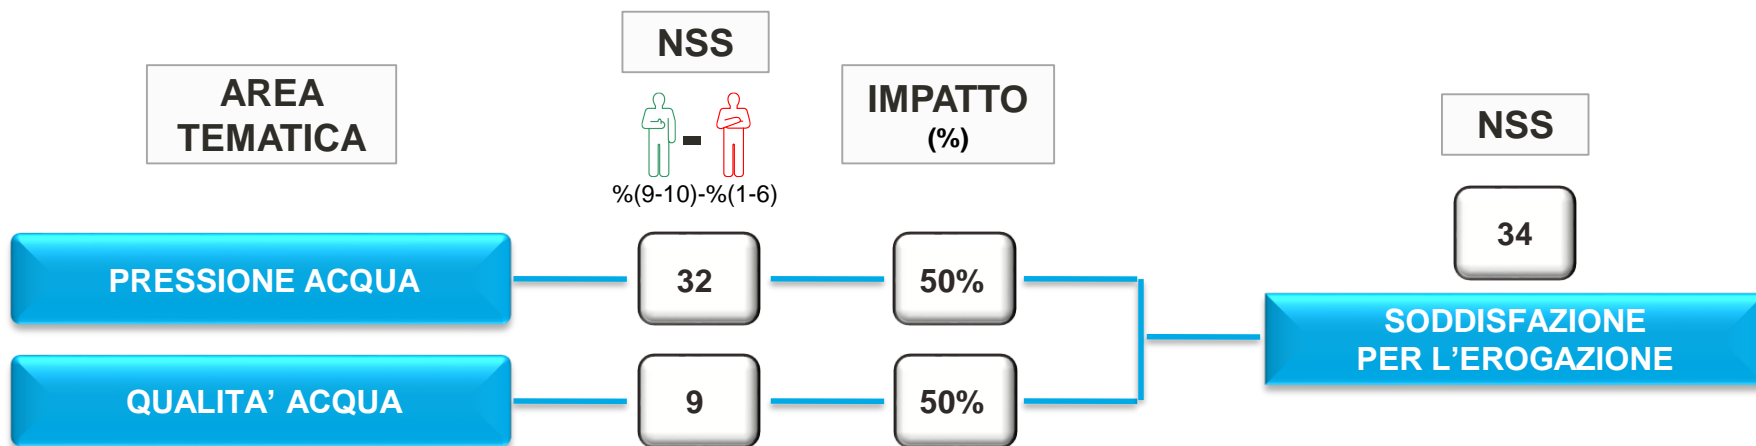 NSS
AREA
TEMATICA
IMPATTO
(%)
NSS
%(9-10)-%(1-6)
34
PRESSIONE ACQUA
32
50%
SODDISFAZIONE
PER L’EROGAZIONE
QUALITA’ ACQUA
9
50%